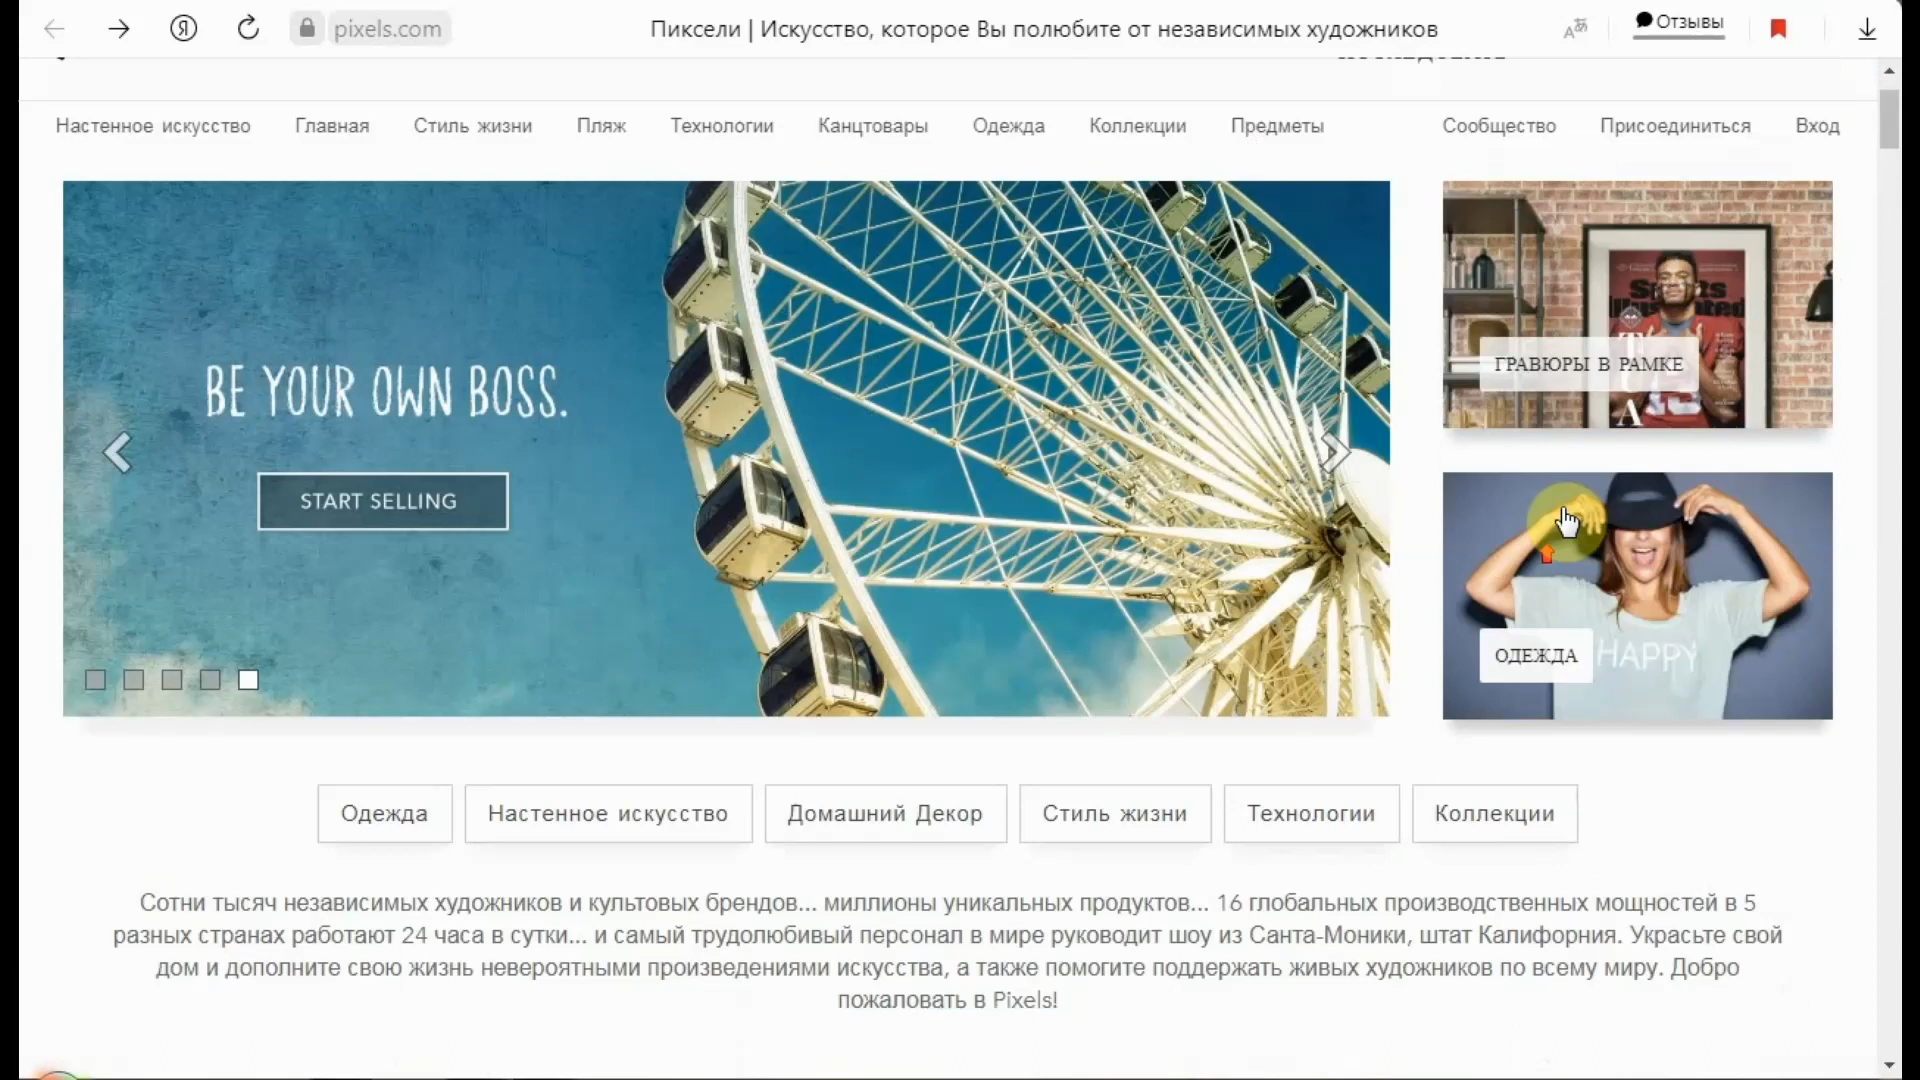 pixels.com
Пиксели | Искусство, которое Вы полюбите от независимых художников
Отзывы
Настенное искусство Главная Стиль жизни Пляж Технологии Канцтовары Одежда Коллекции Предметы Сообщество Присоединиться Вход
BE YOUR OWN BOSS.
START SELLING
Sports
Illustrated
ГРАВЮРЫ В РАМКЕ
HAPPY
ОДЕЖДА
Одежда Настенное искусство Домашний Декор Стиль жизни Технологии Коллекции
Сотни тысяч независимых художников и культовых брендов... миллионы уникальных продуктов... 16 глобальных производственных мощностей в 5
разных странах работают 24 часа в сутки... и самый трудолюбивый персонал в мире руководит шоу из Санта-Моники, штат Калифорния. Украсьте свой
дом и дополните свою жизнь невероятными произведениями искусства, а также помогите поддержать живых художников по всему миру. Добро
пожаловать в Pixels!